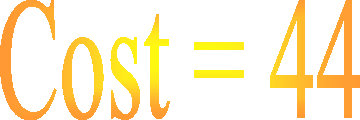 Cost = 44